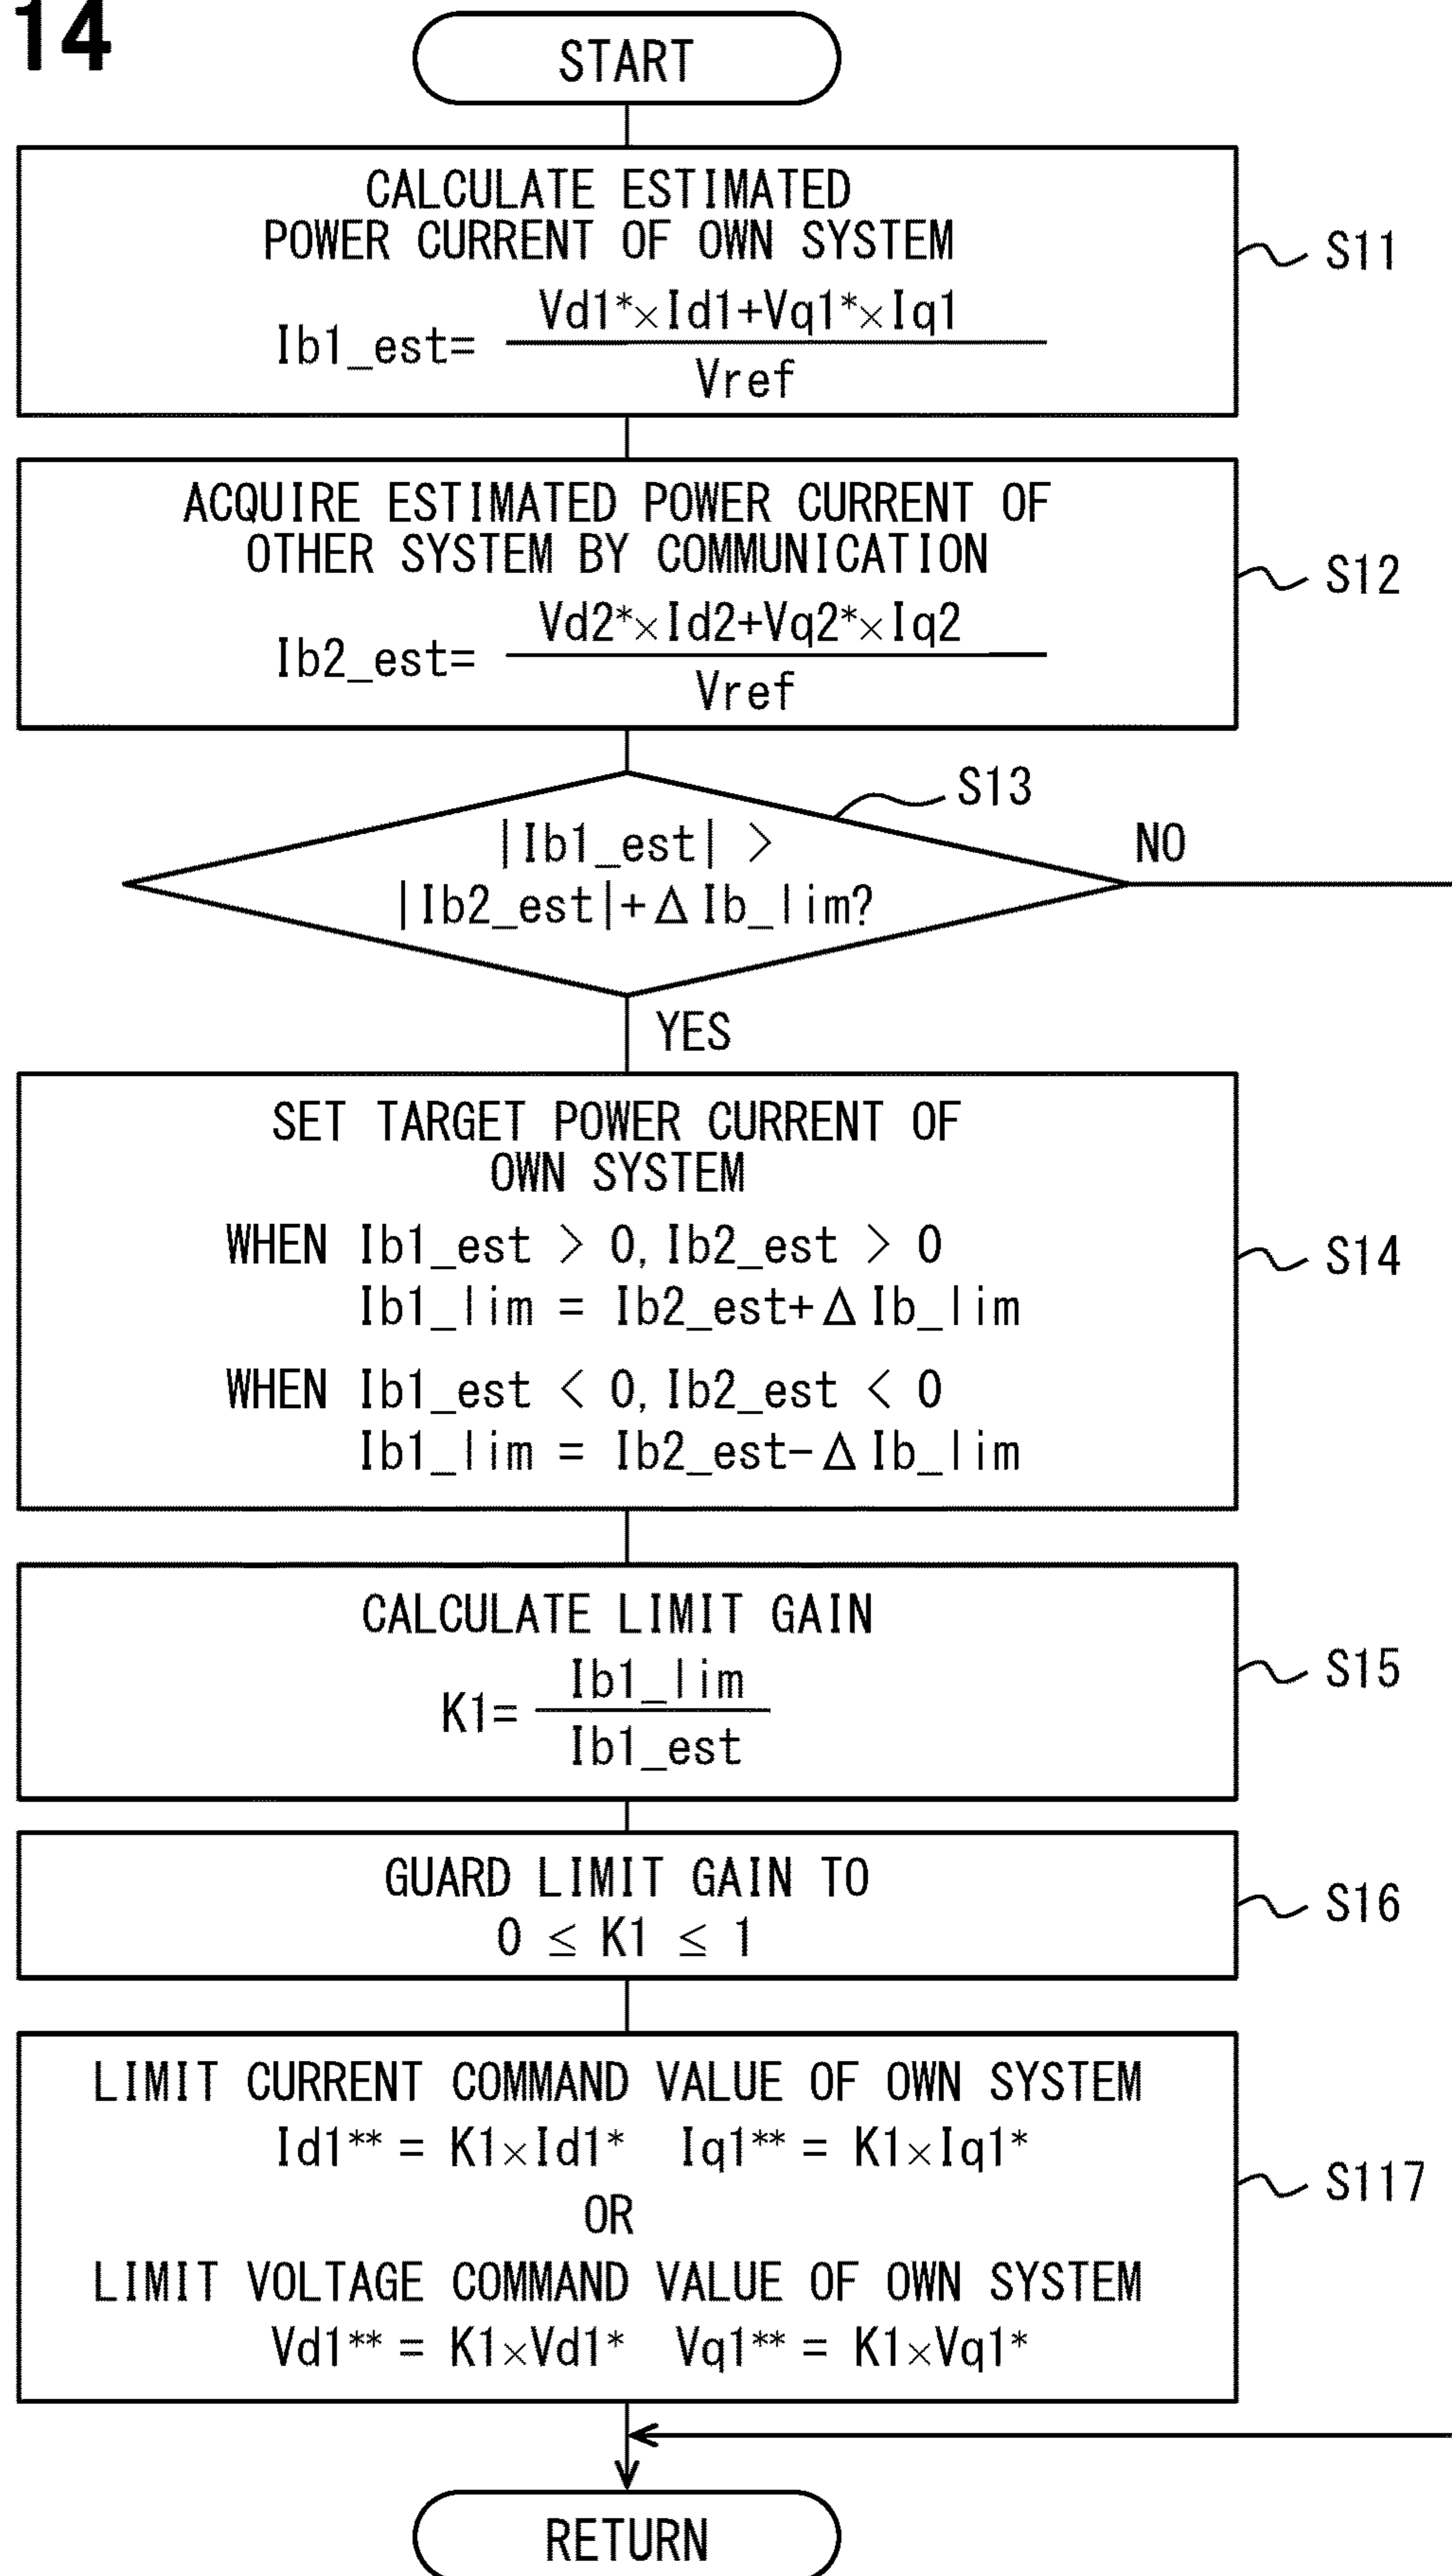 14
START
CALCULATE ESTIMATED
POWER CURRENT OF OWN SYSTEM
Ib1_est= Vd1*×Id1+Vq1*×Iq1
Vref
S11
ACQUIRE ESTIMATED POWER CURRENT OF
OTHER SYSTEM BY COMMUNICATION
Ib2_est= Vd2*×Id2+Vq2*×Iq2
Vref
S12
S13
|Ib1_est| >
|Ib2_est|+ΔIb_lim?
NO
YES
SET TARGET POWER CURRENT OF
OWN SYSTEM
WHEN Ib1_est > 0, Ib2_est > 0
Ib1_lim = Ib2_est+ΔIb_lim
WHEN Ib1_est < 0, Ib2_est < 0
Ib1_lim = Ib2_est-ΔIb_lim
S14
CALCULATE LIMIT GAIN
K1= Ib1_lim
Ib1_est
S15
GUARD LIMIT GAIN TO
0 ≤ K1 ≤ 1
S16
LIMIT CURRENT COMMAND VALUE OF OWN SYSTEM
Id1** = K1×Id1* Iq1** = K1×Iq1*
OR
LIMIT VOLTAGE COMMAND VALUE OF OWN SYSTEM
Vd1** = K1×Vd1* Vq1** = K1×Vq1*
S117
RETURN